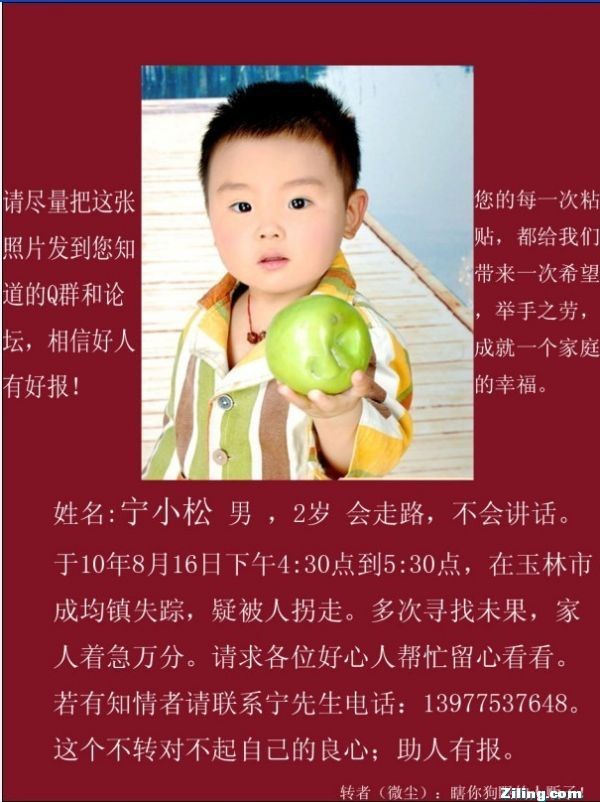 请尽量把这张
照片发到您知
道的Q群和论
坛，相信好人
有好报！
您的每一次粘
贴，都给我们
带来一次希望
，举手之劳，
成就一个家庭
的幸福。
姓名:宁小松 男 ，2岁 会走路，不会讲话。
于10年8月16日下午4:30点到5:30点，在玉林市
成均镇失踪，疑被人拐走。多次寻找未果，家
人着急万分。请求各位好心人帮忙留心看看。
若有知情者请联系宁先生电话：13977537648。
这个不转对不起自己的良心；助人有报。
转者（微尘）：瞎你狗
Ziling.com